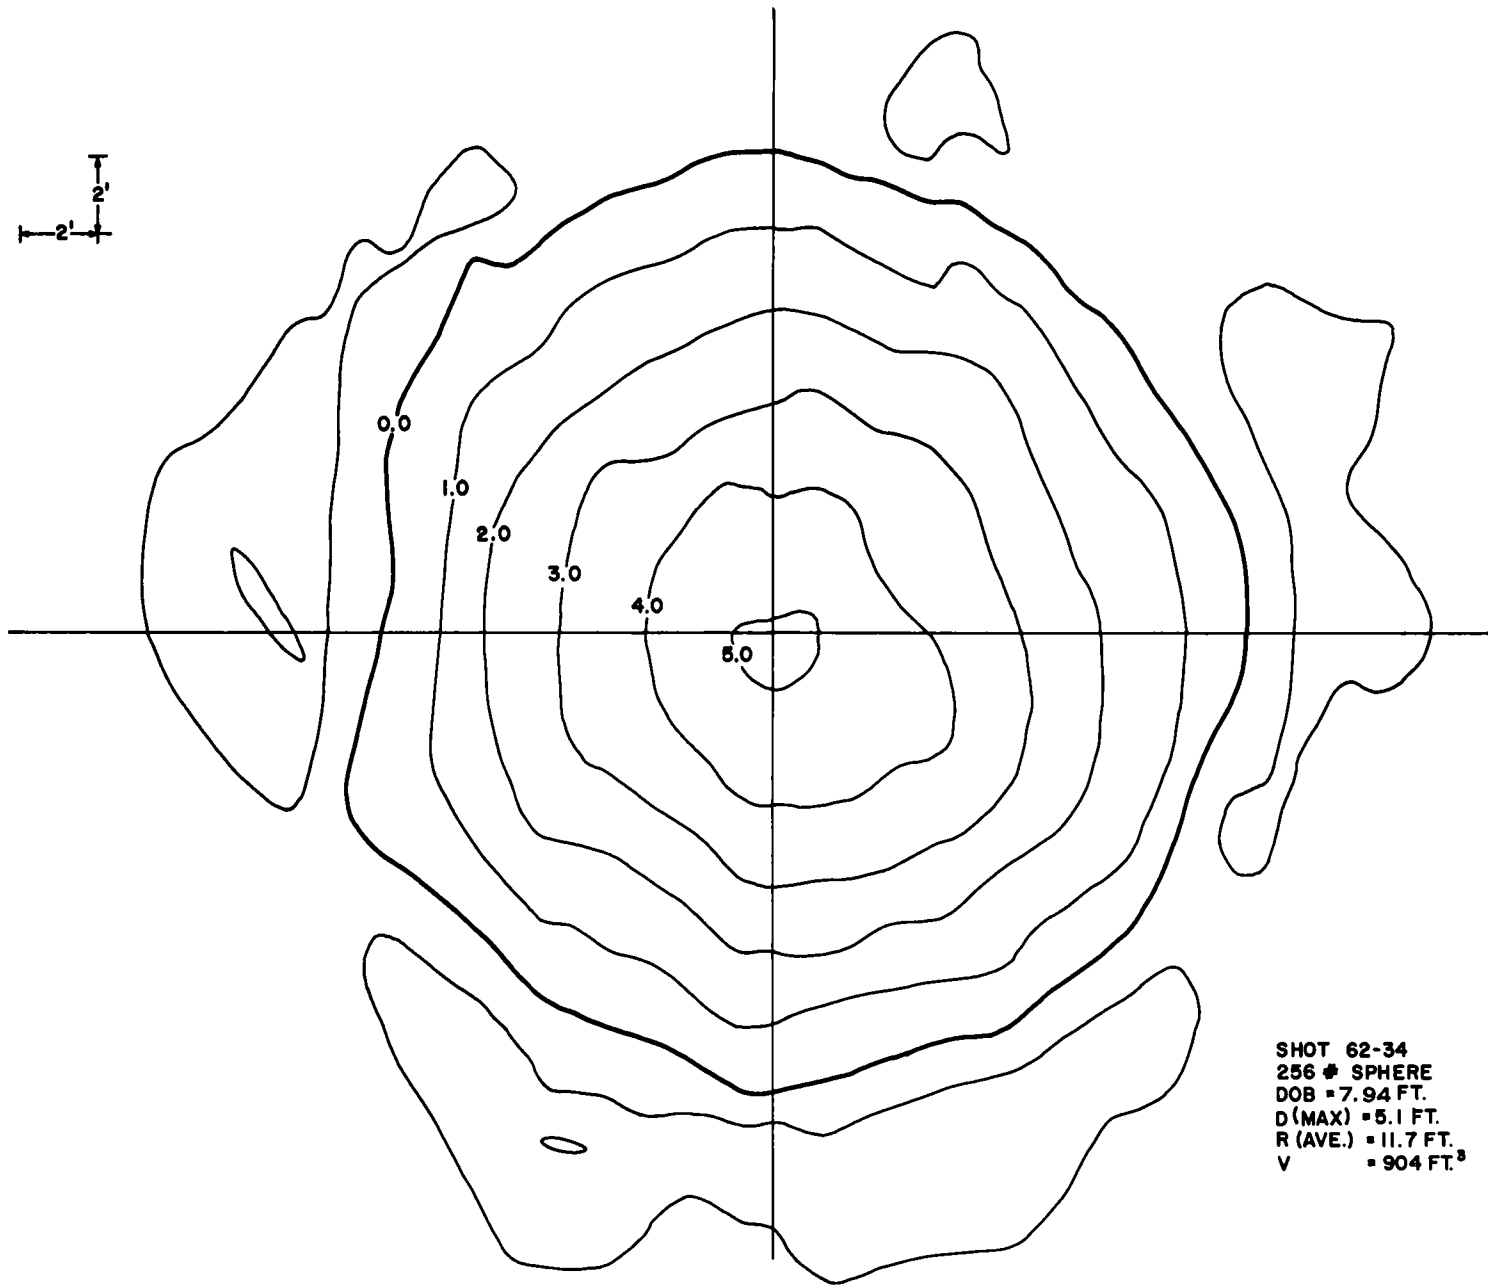 2'
2'
0.0
1.0
2.0
3.0
4.0
5.0
SHOT 62-34
256 # SPHERE
DOB = 7.94 FT.
D(MAX) = 5.1 FT.
R (AVE.) = 11.7 FT.
V = 904 FT.³